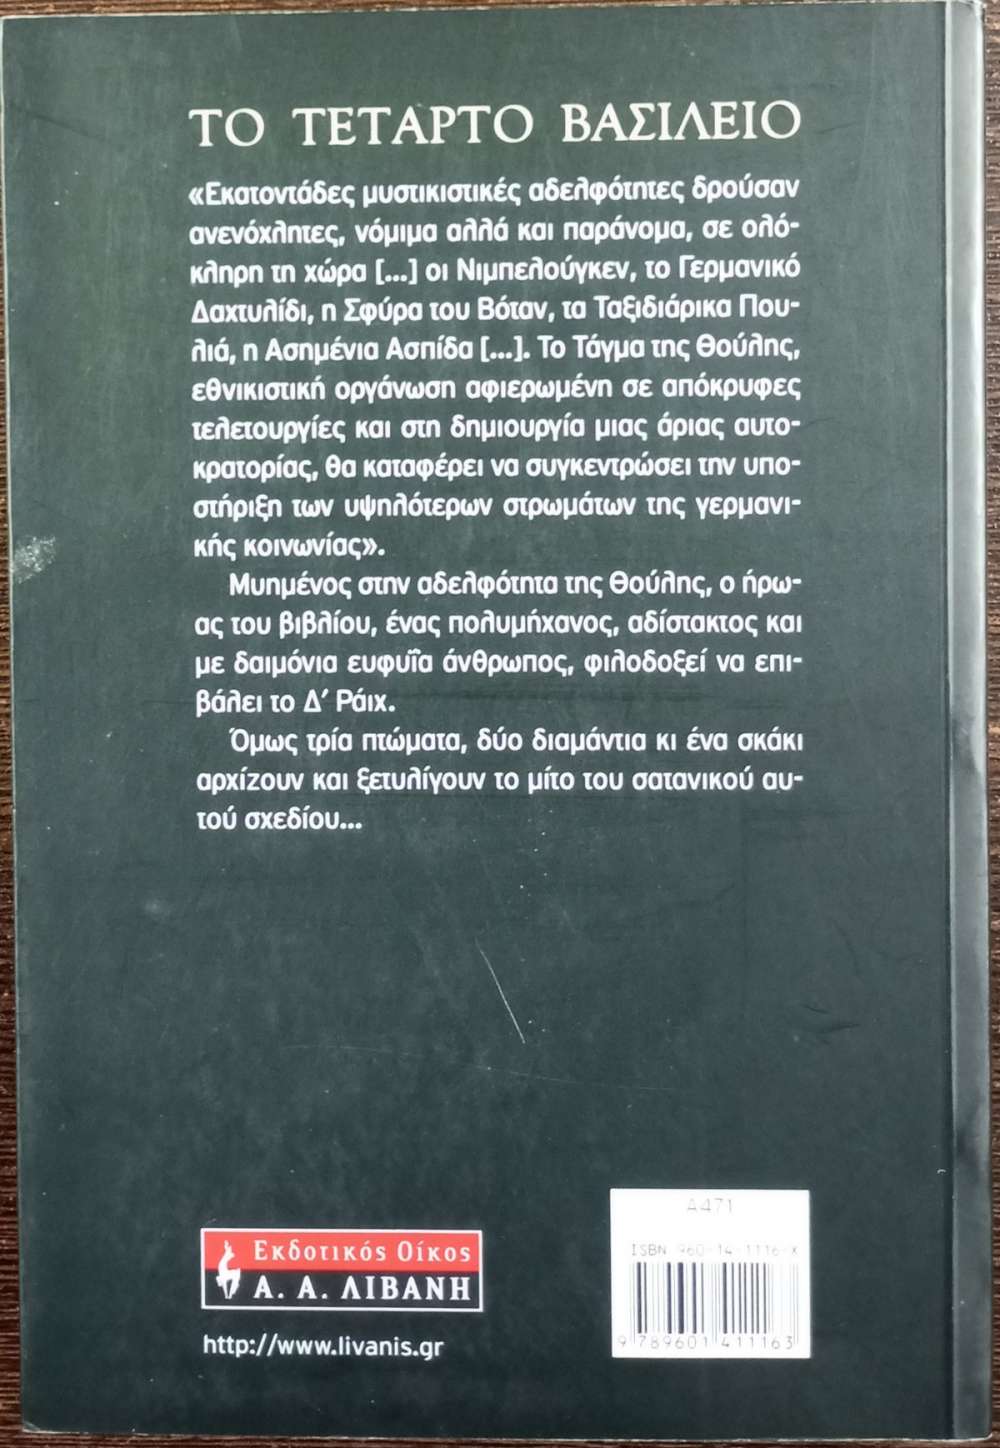 ΤΟ ΤΕΤΑΡΤΟ ΒΑΣΙΛΕΙΟ
«Εκατοντάδες μυστικιστικές αδελφότητες δρούσαν
ανενόχλητες, νόμιμα αλλά και παράνομα, σε ολό-
κληρη τη χώρα [...] οι Νιμπελούγκεν, το Γερμανικό
Δαχτυλίδι, η Σφύρα του Βόταν, τα Ταξιδιάρικα Που-
λιά, η Ασημένια Ασπίδα [...]. Το Τάγμα της Θούλης,
εθνικιστική οργάνωση αφιερωμένη σε απόκρυφες
τελετουργίες και στη δημιουργία μιας άριας αυτο-
κρατορίας, θα καταφέρει να συγκεντρώσει την υπο-
στήριξη των υψηλότερων στρωμάτων της γερμανι-
κής κοινωνίας».
Μυημένος στην αδελφότητα της Θούλης, ο ήρω-
ας του βιβλίου, ένας πολυμήχανος, αδίστακτος και
με δαιμόνια ευφυΐα άνθρωπος, φιλοδοξεί να επι-
βάλει το Δ′ Ράιχ.
Όμως τρία πτώματα, δύο διαμάντια κι ένα σκάκι
αρχίζουν και ξετυλίγουν το μίτο του σατανικού αυ-
τού σχεδίου...
Εκδοτικός Οίκος
Α. Α. ΛΙΒΑΝΗ
http://www.livanis.gr
A471
ISBN 960-14-1116-X
9 789601 411163